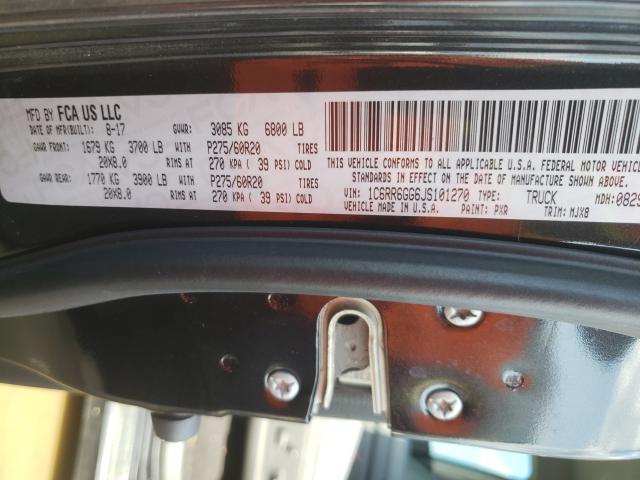 MFD BY FCA US LLC
DATE OF MFR(BUILT): 8-17 GVWR: 3085 KG 6800 LB
GAWR FRONT: 1679 KG 3700 LB WITH P275/60R20 TIRES
20X8.0 RIMS AT 270 KPA ( 39 PSI) COLD
GAWR REAR: 1770 KG 3900 LB WITH P275/60R20 TIRES
20X8.0 RIMS AT 270 KPA ( 39 PSI) COLD
THIS VEHICLE CONFORMS TO ALL APPLICABLE U.S.A. FEDERAL MOTOR VEHICLE
STANDARDS IN EFFECT ON THE DATE OF MANUFACTURE SHOWN ABOVE.
VIN: 1C6RR6GG6JS101270 TYPE: TRUCK MDH: 0829
VEHICLE MADE IN U.S.A. PAINT: PXR TRIM: MJX8